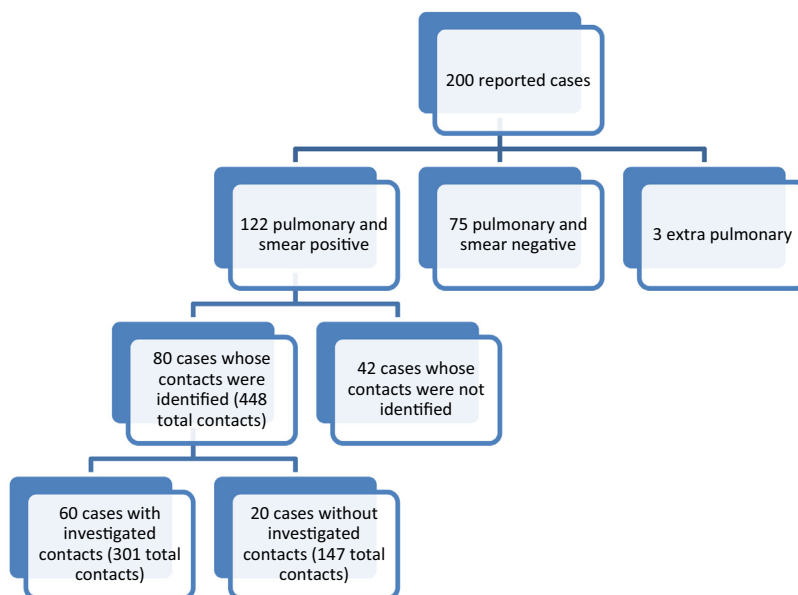 200 reported cases
122 pulmonary and
smear positive
75 pulmonary and
smear negative
3 extra pulmonary
80 cases whose
contacts were
identified (448
total contacts)
42 cases whose
contacts were not
identified
60 cases with
investigated
contacts (301 total
contacts)
20 cases without
investigated
contacts (147 total
contacts)